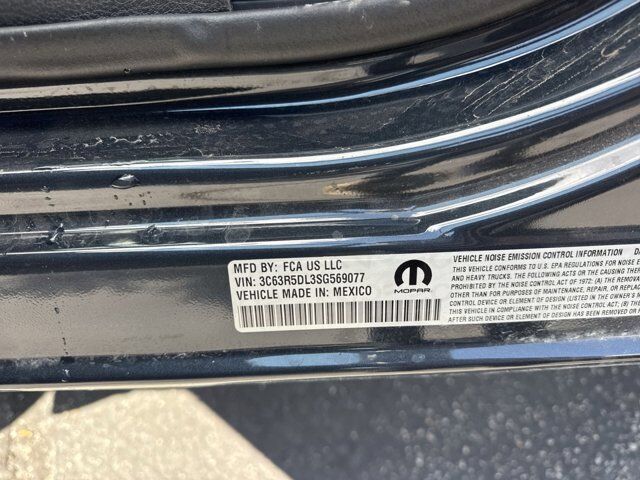 MFD BY: FCA US LLC
VIN: 3C63R5DL3SG569077
VEHICLE MADE IN: MEXICO
MOPAR
VEHICLE NOISE EMISSION CONTROL INFORMATION
THIS VEHICLE CONFORMS TO U.S. EPA REGULATIONS FOR NOISE
AND HEAVY TRUCKS. THE FOLLOWING ACTS OR
PROHIBITED BY THE NOISE CONTROL ACT OF 1972: (A) THE REMOVAL
OTHER THAN FOR PURPOSES OF MAINTENANCE, REPAIR, OR
CONTROL DEVICE OR ELEMENT OF DESIGN (LISTED IN THE OWNER'S
THIS VEHICLE IN COMPLIANCE WITH THE NOISE CONTROL ACT; (B) THE
AFTER SUCH DEVICE OR ELEMENT OF DESIGN HAS BEEN REMOVED OR